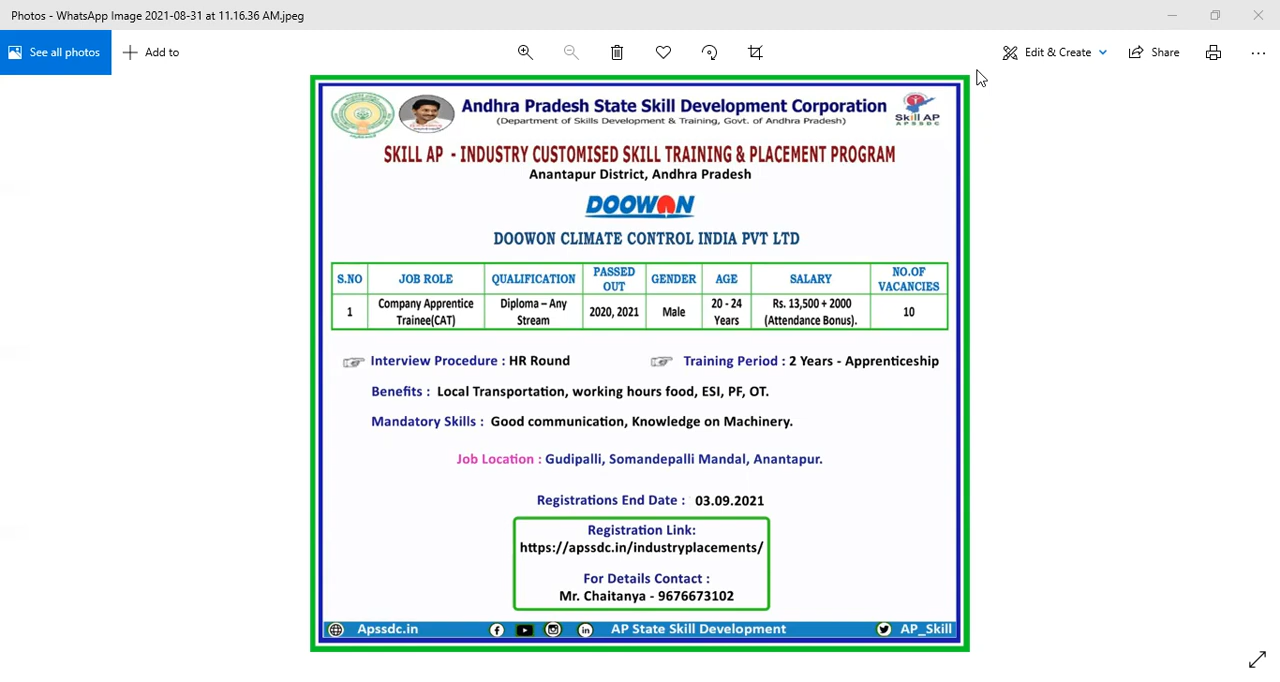 Photos - WhatsApp Image 2021-08-31 at 11.16.36 AM.jpeg
See all photos
Add to
Edit & Create
Share
Andhra Pradesh State Skill Development Corporation
(Department of Skills Development & Training, Govt. of Andhra Pradesh)
Skill AP
APSSDC
SKILL AP - INDUSTRY CUSTOMISED SKILL TRAINING & PLACEMENT PROGRAM
Anantapur District, Andhra Pradesh
DOOWON
DOOWON CLIMATE CONTROL INDIA PVT LTD
S.NO JOB ROLE QUALIFICATION PASSED OUT GENDER AGE SALARY NO.OF VACANCIES
1 Company Apprentice Trainee(CAT) Diploma – Any Stream 2020, 2021 Male 20 - 24 Years Rs. 13,500 + 2000 (Attendance Bonus). 10
Interview Procedure : HR Round
Training Period : 2 Years - Apprenticeship
Benefits : Local Transportation, working hours food, ESI, PF, OT.
Mandatory Skills : Good communication, Knowledge on Machinery.
Job Location : Gudipalli, Somandepalli Mandal, Anantapur.
Registrations End Date : 03.09.2021
Registration Link:
https://apssdc.in/industryplacements/
For Details Contact :
Mr. Chaitanya - 9676673102
Apssdc.in
AP State Skill Development
AP_Skill